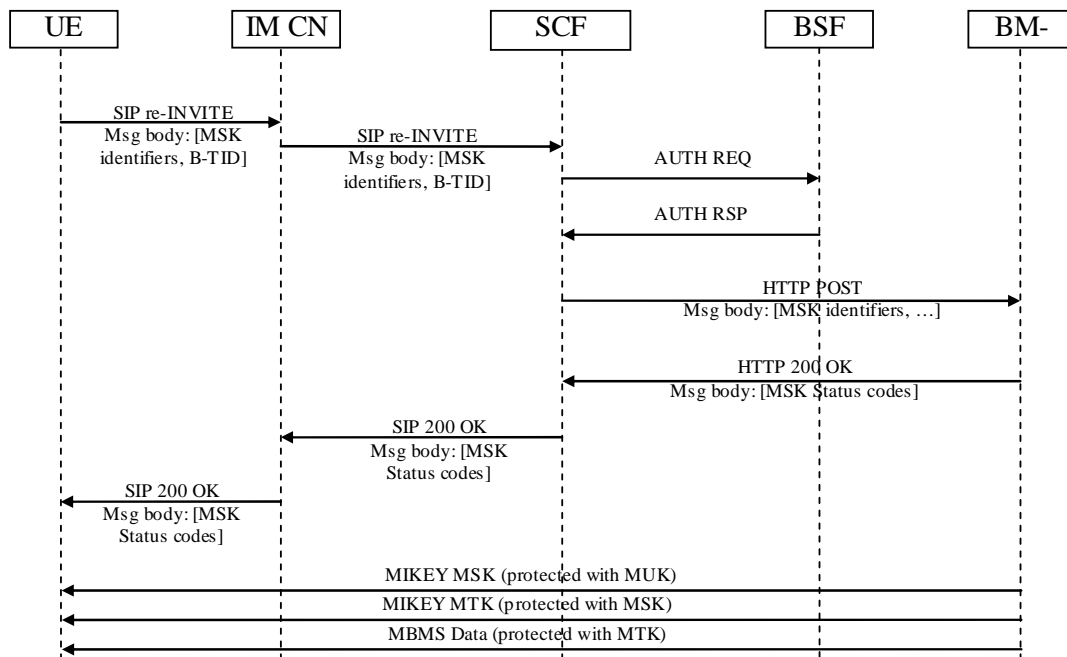 UE
IM CN
SCF
BSF
BM-
SIP re-INVITE
Msg body: [MSK
identifiers, B-TID]
SIP re-INVITE
Msg body: [MSK
identifiers, B-TID]
AUTH REQ
AUTH RSP
HTTP POST
Msg body: [MSK identifiers, …]
HTTP 200 OK
Msg body: [MSK Status codes]
SIP 200 OK
Msg body: [MSK
Status codes]
SIP 200 OK
Msg body: [MSK
Status codes]
MIKEY MSK (protected with MUK)
MIKEY MTK (protected with MSK)
MBMS Data (protected with MTK)